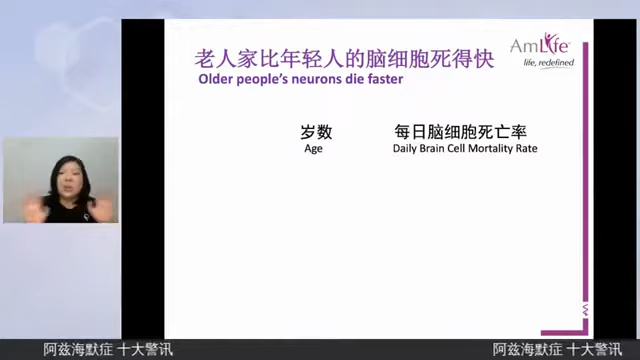 老人家比年轻人的脑细胞死得快
Older people's neurons die faster
AmLife
life, redefined
岁数
每日脑细胞死亡率
Age
Daily Brain Cell Mortality Rate
阿兹海默症 十大警讯
阿兹海默症 十大警讯